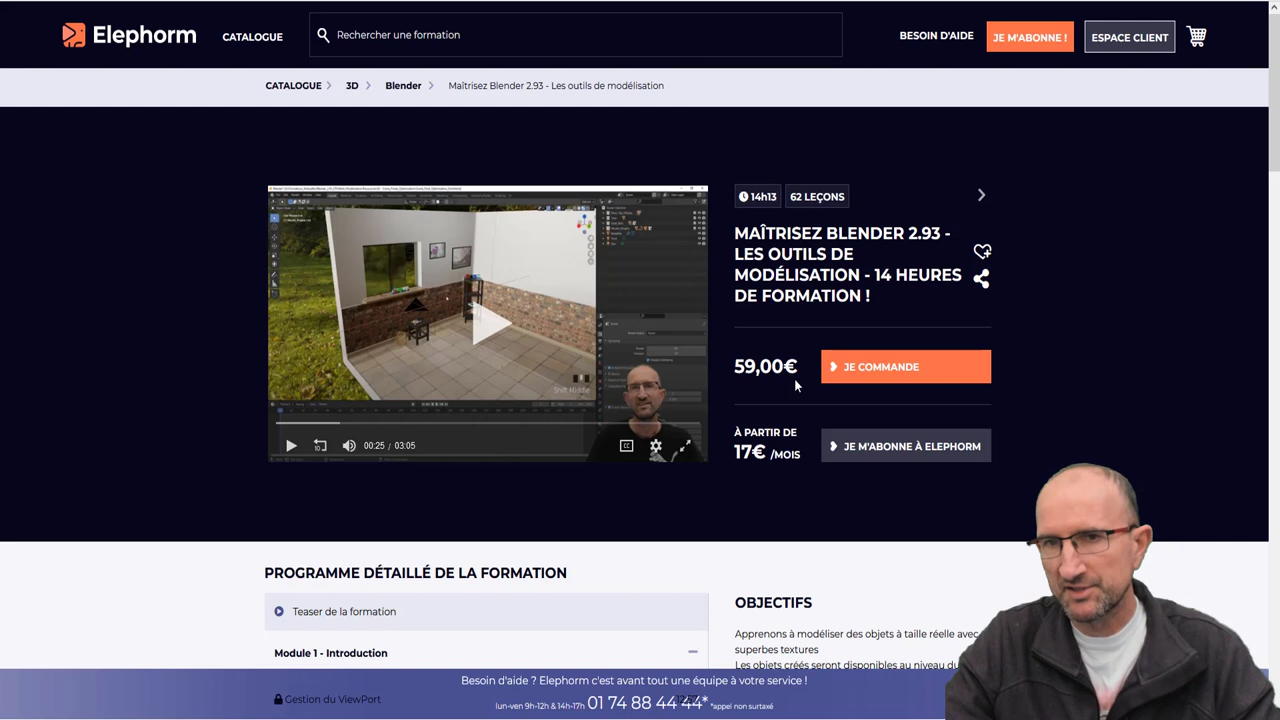 Elephorm
CATALOGUE
Rechercher une formation
BESOIN D'AIDE
JE M'ABONNE !
ESPACE CLIENT
CATALOGUE
3D
Blender
Maîtrisez Blender 2.93 - Les outils de modélisation
14h13
62 LEÇONS
MAÎTRISEZ BLENDER 2.93 -
LES OUTILS DE
MODÉLISATION - 14 HEURES
DE FORMATION !
59,00€
JE COMMANDE
À PARTIR DE
17€ /MOIS
JE M'ABONNE À ELEPHORM
Shift Middle
10
00:25 / 03:05
CC
PROGRAMME DÉTAILLÉ DE LA FORMATION
Teaser de la formation
Module 1 - Introduction
Gestion du ViewPort
OBJECTIFS
Apprenons à modéliser des objets à taille réelle avec
superbes textures
Les objets créés seront disponibles au niveau du
Besoin d'aide ? Elephorm c'est avant tout une équipe à votre service !
lun-ven 9h-12h & 14h-17h 01 74 88 44 44* *appel non surtaxé